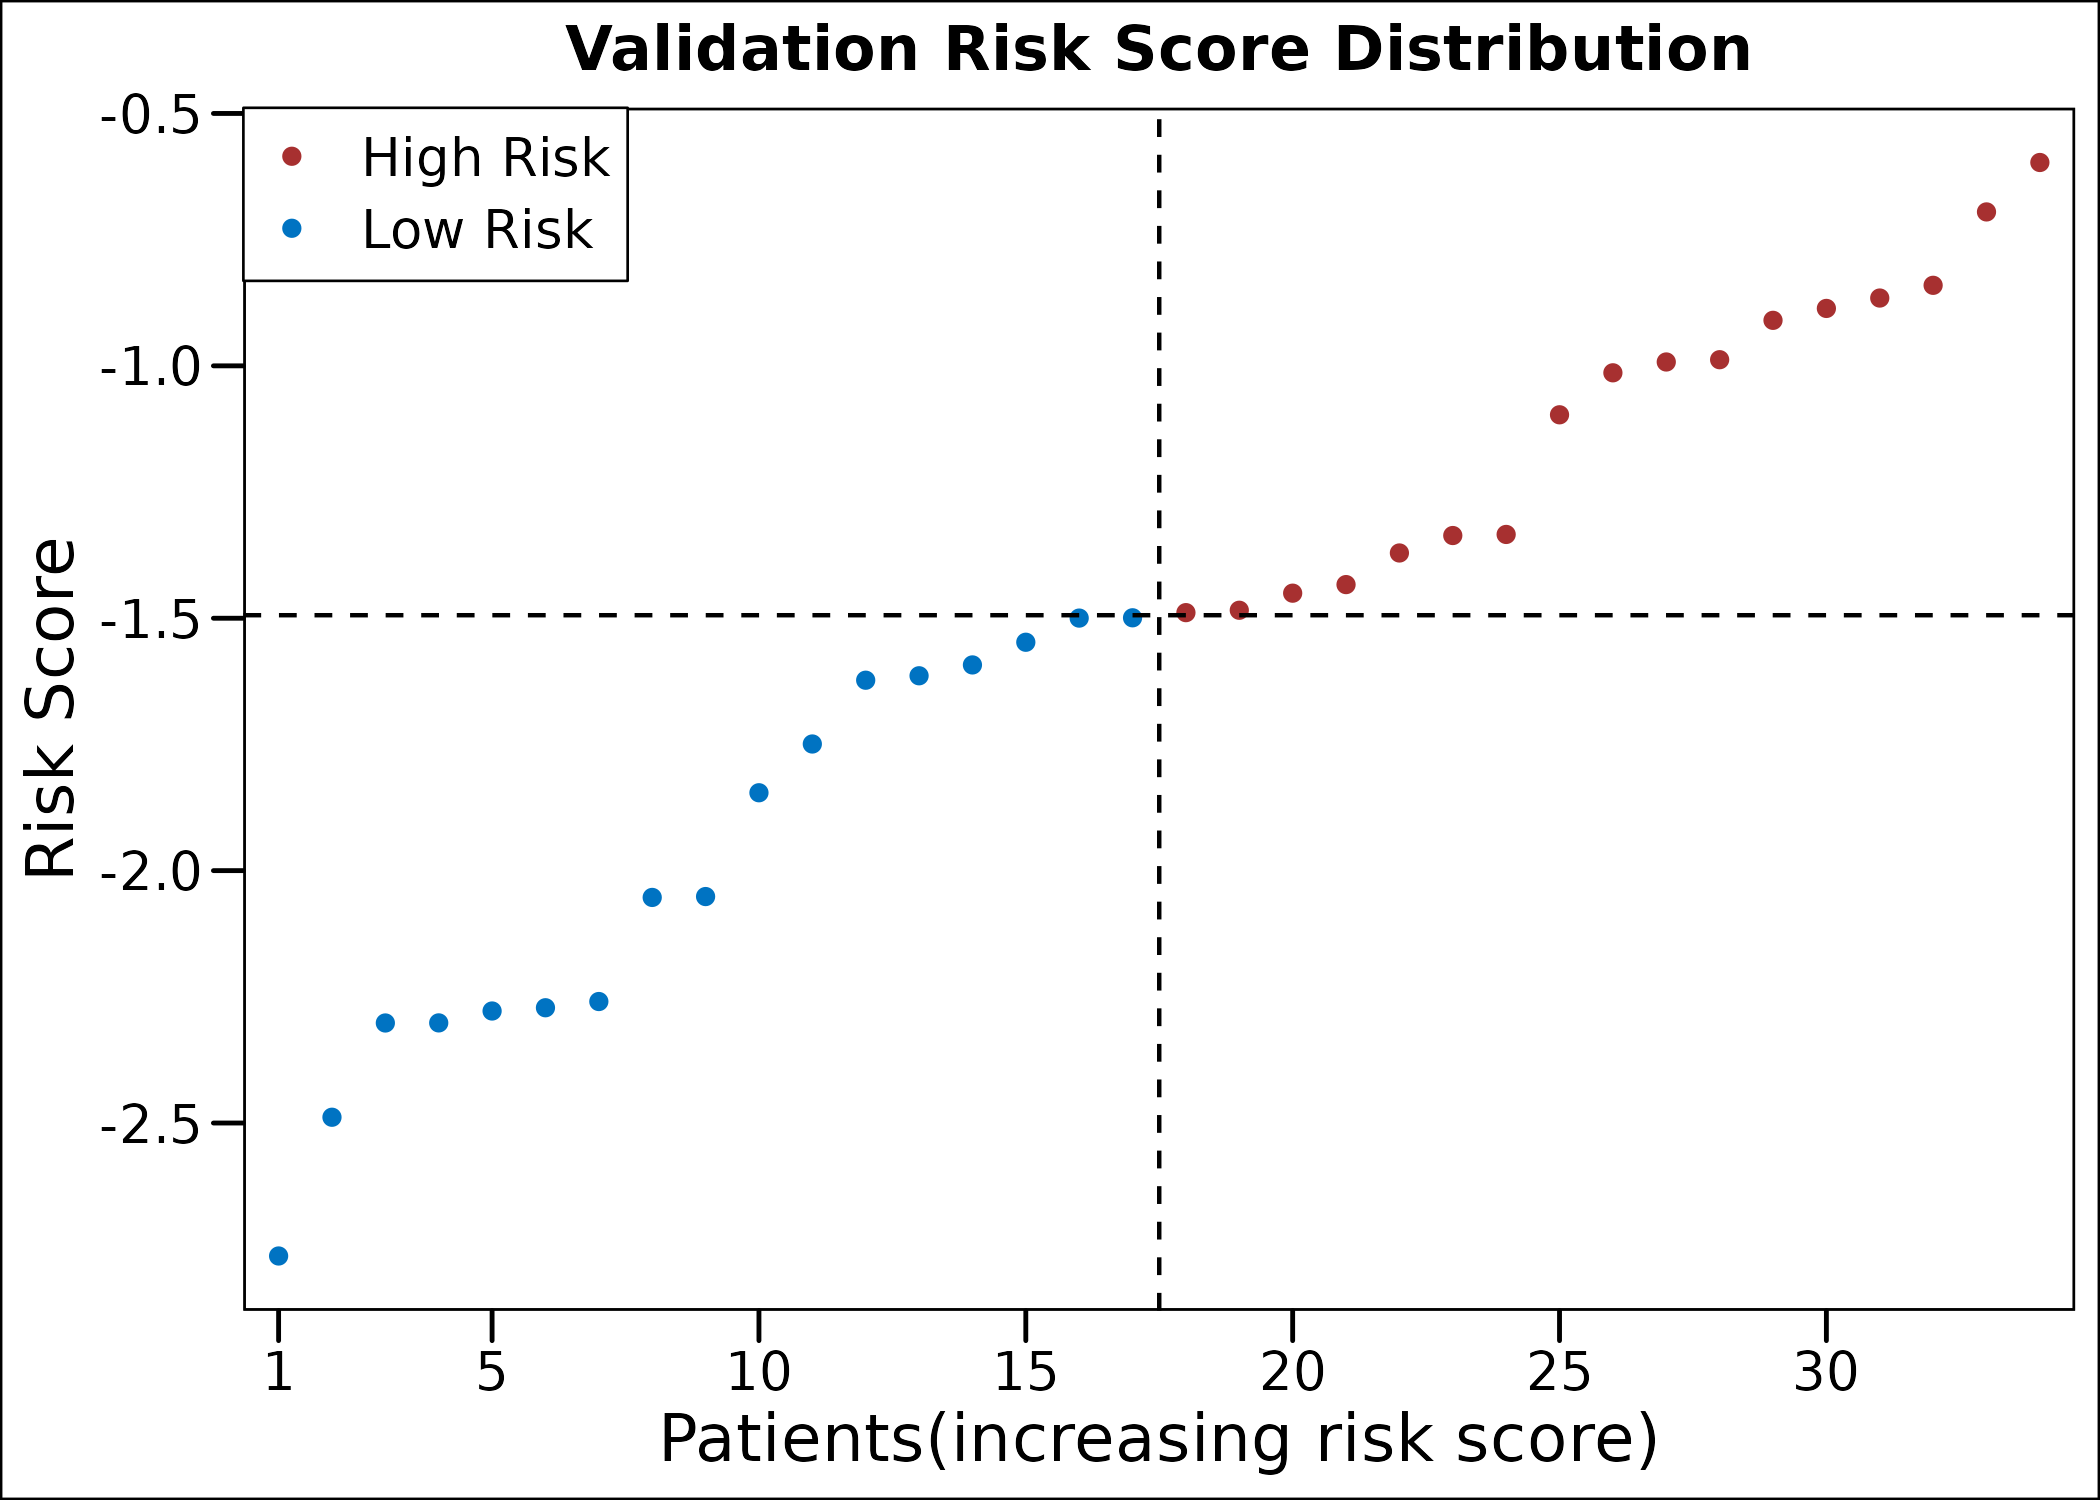 Validation Risk Score Distribution
High Risk
Low Risk
-0.5
-1.0
-1.5
-2.0
-2.5
Risk Score
1 5 10 15 20 25 30
Patients(increasing risk score)